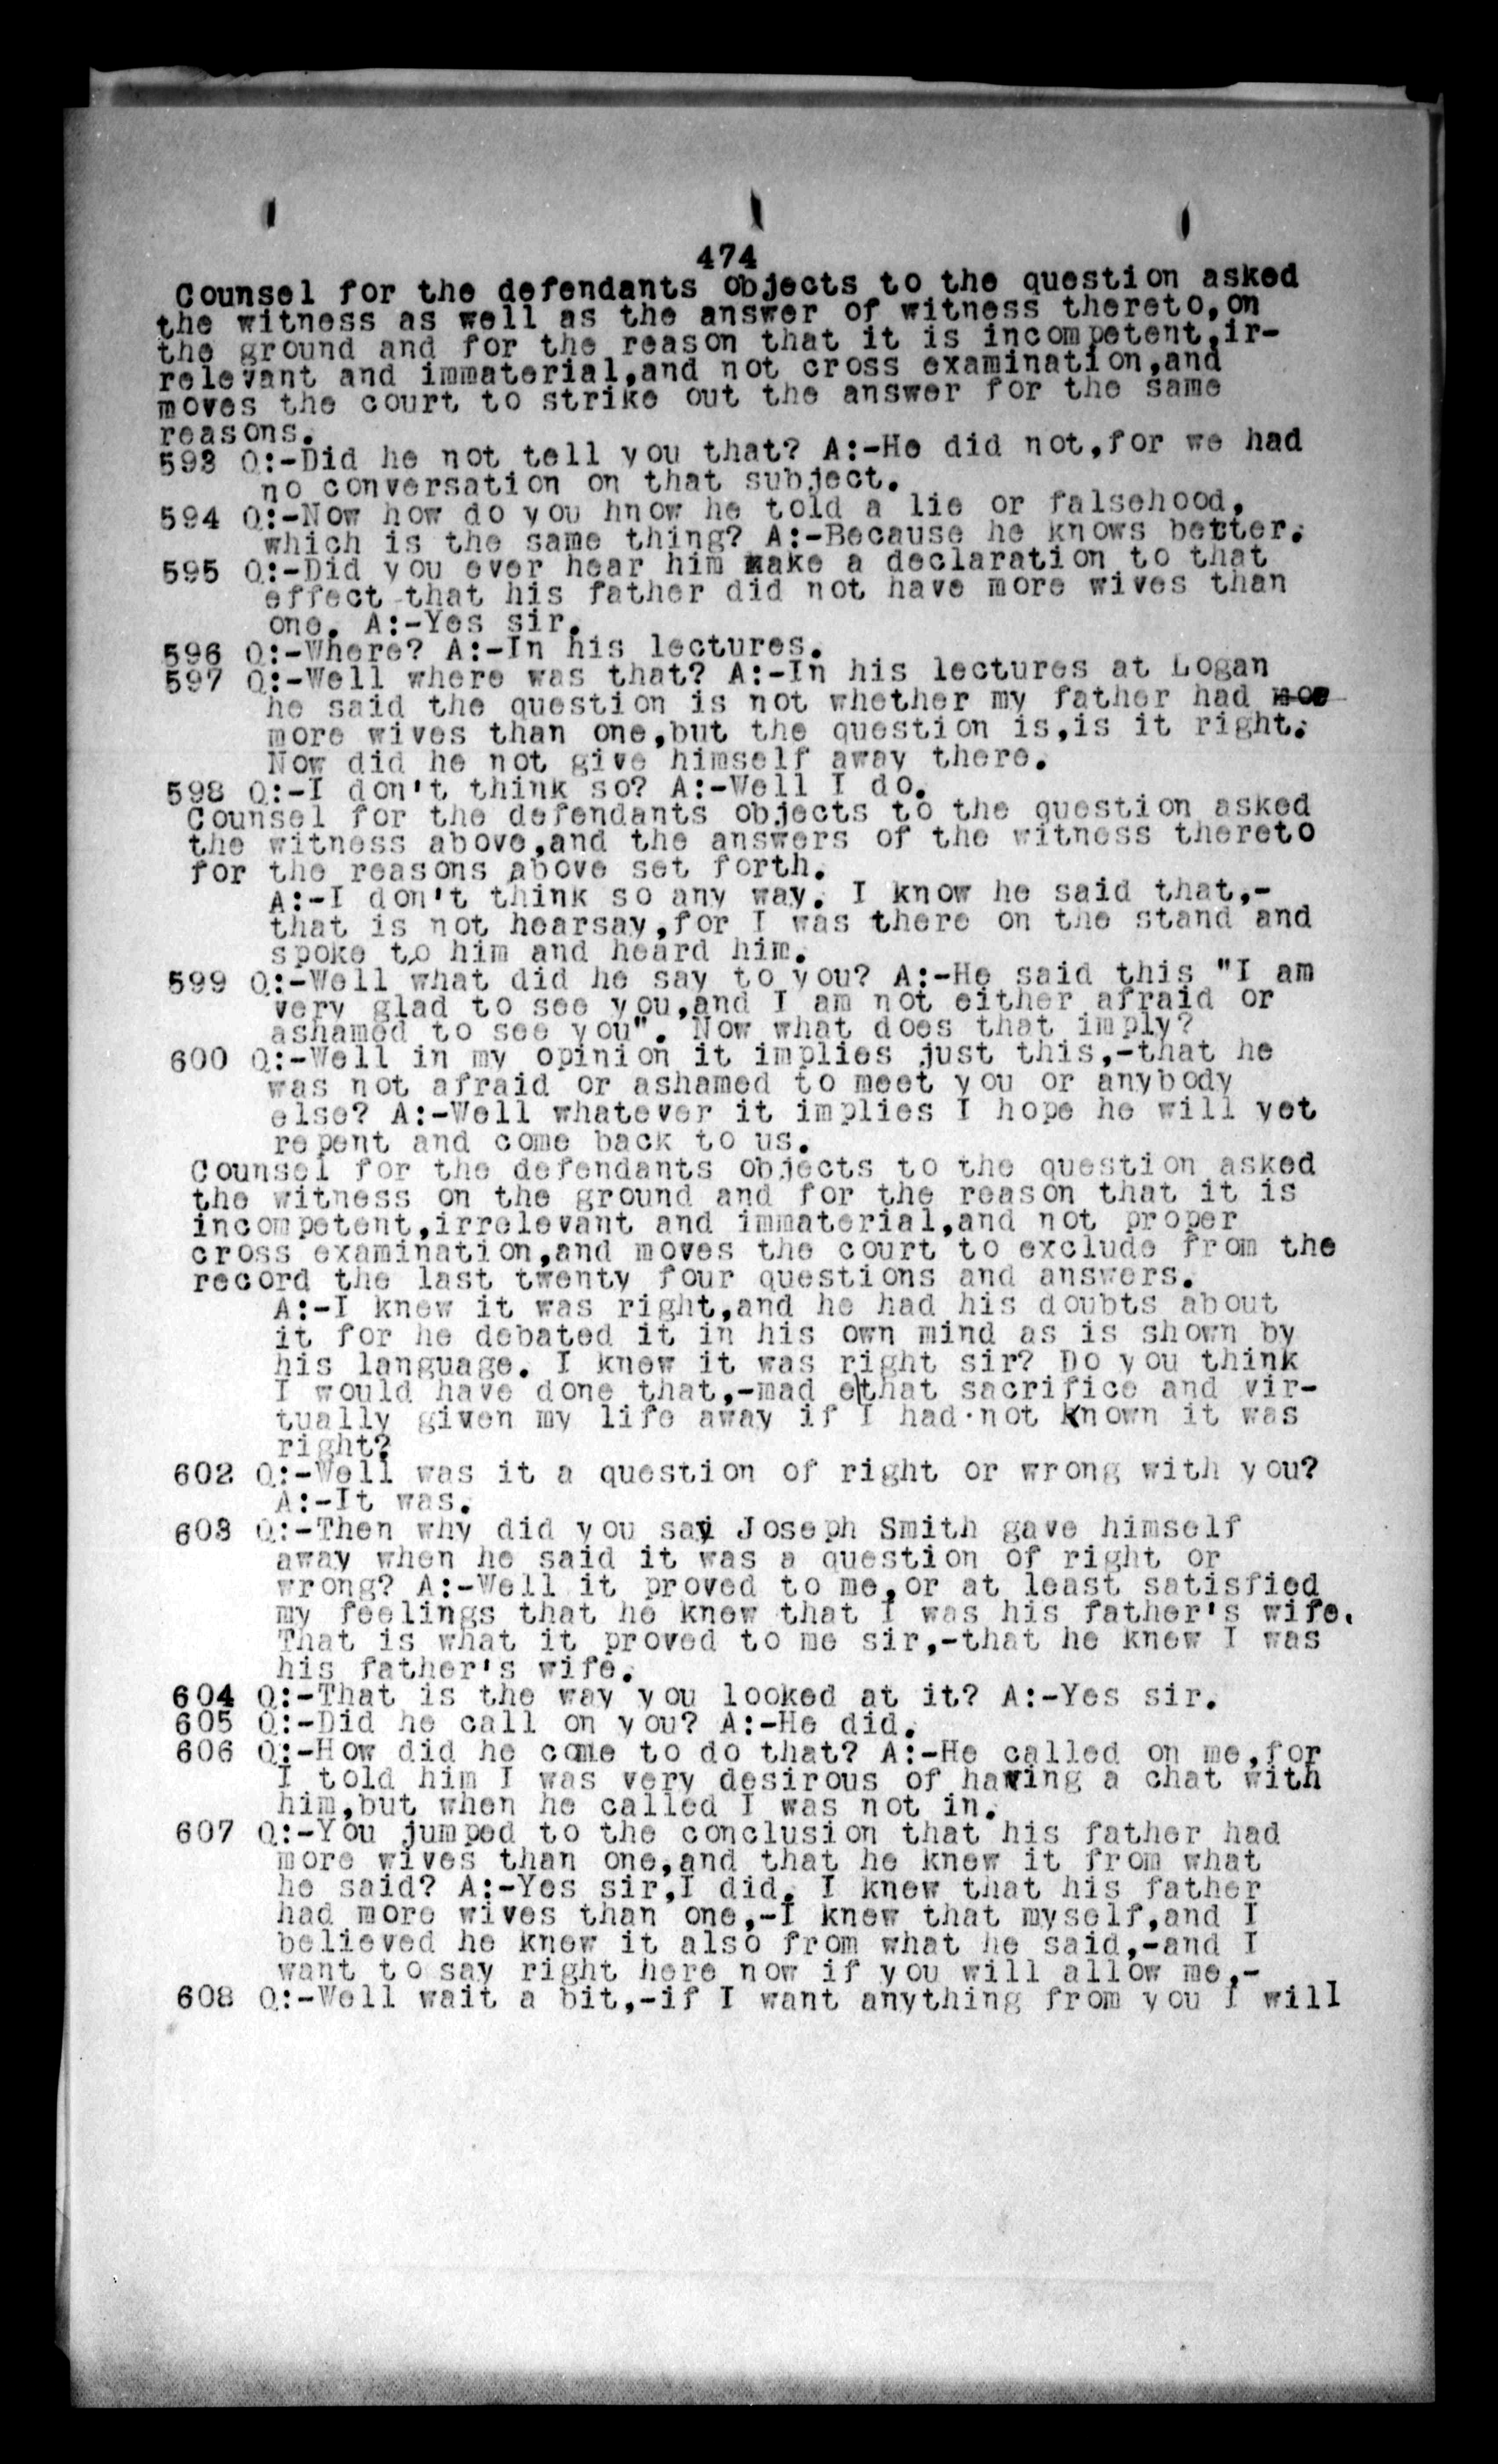 474
Counsel for the defendants objects to the question asked
the witness as well as the answer of witness thereto,on
the ground and for the reason that it is incompetent,ir-
relevant and immaterial,and not cross examination,and
moves the court to strike out the answer for the same
reasons.
593 Q:-Did he not tell you that? A:-He did not,for we had
no conversation on that subject.
594 Q:-Now how do you hnow he told a lie or falsehood,
which is the same thing? A:-Because he knows better.
595 Q:-Did you ever hear him make a declaration to that
effect that his father did not have more wives than
one. A:-Yes sir.
596 Q:-Where? A:-In his lectures.
597 Q:-Well where was that? A:-In his lectures at Logan
he said the question is not whether my father had moe
more wives than one,but the question is,is it right.
Now did he not give himself away there.
598 Q:-I don't think so? A:-Well I do.
Counsel for the defendants objects to the question asked
the witness above,and the answers of the witness thereto
for the reasons above set forth.
A:-I don't think so any way. I know he said that,-
that is not hearsay,for I was there on the stand and
spoke to him and heard him.
599 Q:-Well what did he say to you? A:-He said this "I am
very glad to see you,and I am not either afraid or
ashamed to see you". Now what does that imply?
600 Q:-Well in my opinion it implies just this,-that he
was not afraid or ashamed to meet you or anybody
else? A:-Well whatever it implies I hope he will yet
repent and come back to us.
Counsel for the defendants objects to the question asked
the witness on the ground and for the reason that it is
incompetent,irrelevant and immaterial,and not proper
cross examination,and moves the court to exclude from the
record the last twenty four questions and answers.
A:-I knew it was right,and he had his doubts about
it for he debated it in his own mind as is shown by
his language. I knew it was right sir? Do you think
I would have done that,-mad e|that sacrifice and vir-
tually given my life away if I had not known it was
right?
602 Q:-Well was it a question of right or wrong with you?
A:-It was.
603 Q:-Then why did you say Joseph Smith gave himself
away when he said it was a question of right or
wrong? A:-Well it proved to me,or at least satisfied
my feelings that he knew that I was his father's wife.
That is what it proved to me sir,-that he knew I was
his father's wife.
604 Q:-That is the way you looked at it? A:-Yes sir.
605 Q:-Did he call on you? A:-He did.
606 Q:-How did he come to do that? A:-He called on me,for
I told him I was very desirous of having a chat with
him,but when he called I was not in.
607 Q:-You jumped to the conclusion that his father had
more wives than one,and that he knew it from what
he said? A:-Yes sir,I did. I knew that his father
had more wives than one,-I knew that myself,and I
believed he knew it also from what he said,-and I
want to say right here now if you will allow me,-
608 Q:-Well wait a bit,-if I want anything from you I will